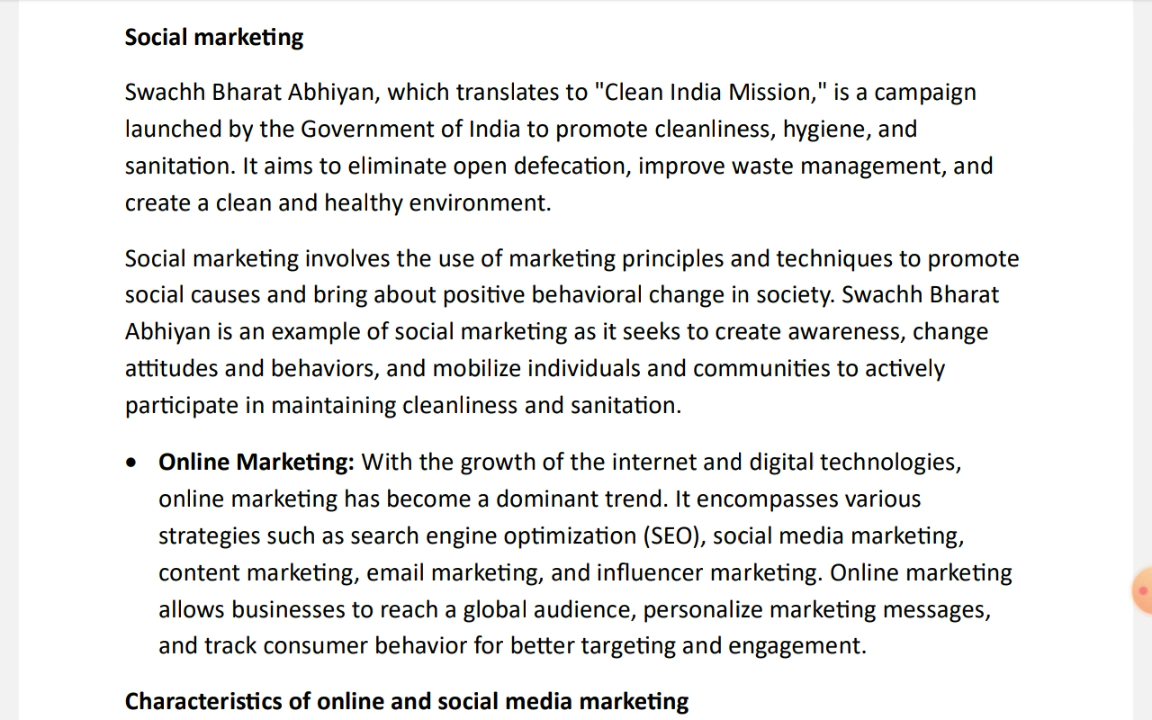 Social marketing
Swachh Bharat Abhiyan, which translates to "Clean India Mission," is a campaign
launched by the Government of India to promote cleanliness, hygiene, and
sanitation. It aims to eliminate open defecation, improve waste management, and
create a clean and healthy environment.
Social marketing involves the use of marketing principles and techniques to promote
social causes and bring about positive behavioral change in society. Swachh Bharat
Abhiyan is an example of social marketing as it seeks to create awareness, change
attitudes and behaviors, and mobilize individuals and communities to actively
participate in maintaining cleanliness and sanitation.
• Online Marketing: With the growth of the internet and digital technologies,
online marketing has become a dominant trend. It encompasses various
strategies such as search engine optimization (SEO), social media marketing,
content marketing, email marketing, and influencer marketing. Online marketing
allows businesses to reach a global audience, personalize marketing messages,
and track consumer behavior for better targeting and engagement.
Characteristics of online and social media marketing